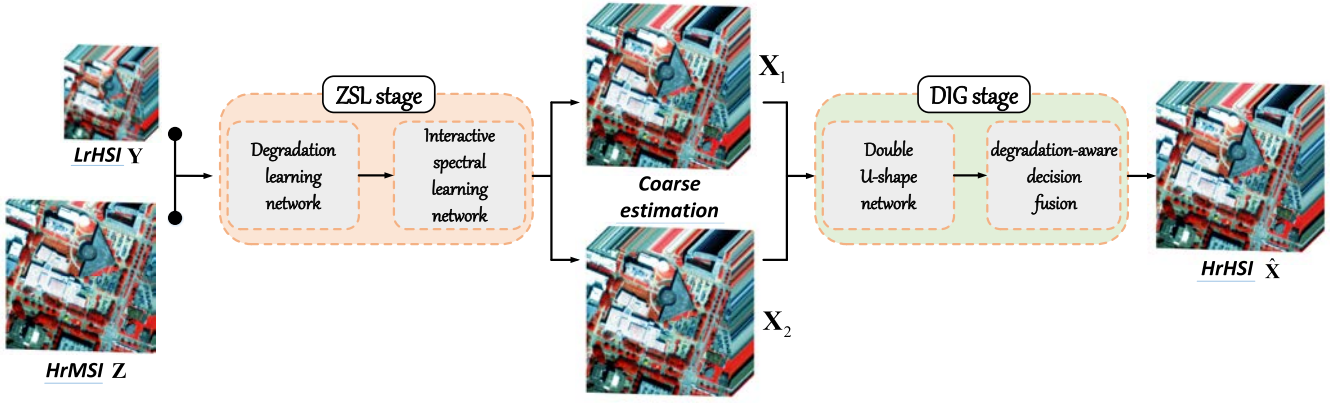 LrHSI Y
HrMSI Z
ZSL stage
Degradation
learning
network
Interactive
spectral
learning
network
X₁
Coarse
estimation
X₂
DIG stage
Double
U-shape
network
degradation-aware
decision
fusion
HrHSI X̂